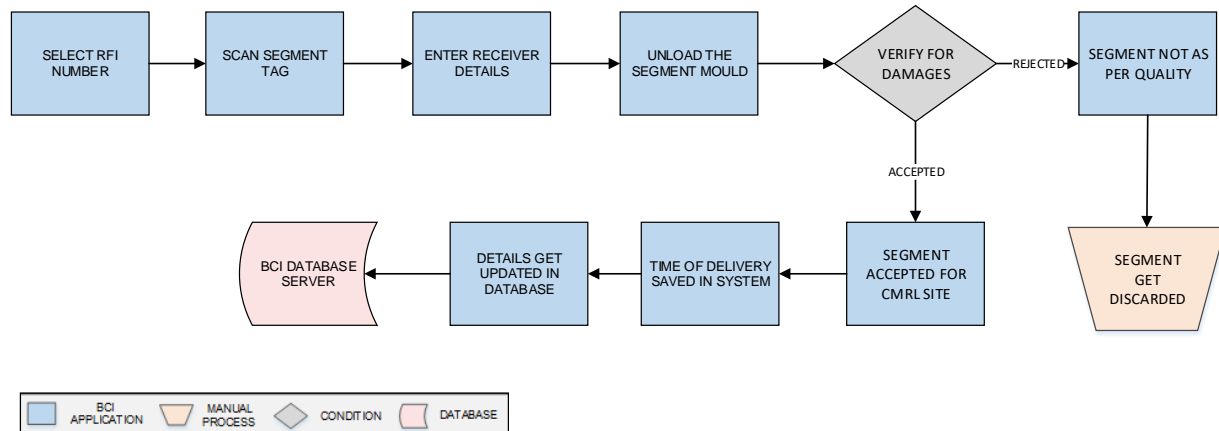 SELECT RFI
NUMBER
SCAN SEGMENT
TAG
ENTER RECEIVER
DETAILS
UNLOAD THE
SEGMENT MOULD
VERIFY FOR
DAMAGES
REJECTED
SEGMENT NOT AS
PER QUALITY
ACCEPTED
BCI DATABASE
SERVER
DETAILS GET
UPDATED IN
DATABASE
TIME OF DELIVERY
SAVED IN SYSTEM
SEGMENT
ACCEPTED FOR
CMRL SITE
SEGMENT
GET
DISCARDED
BCI
APPLICATION
MANUAL
PROCESS
CONDITION
DATABASE